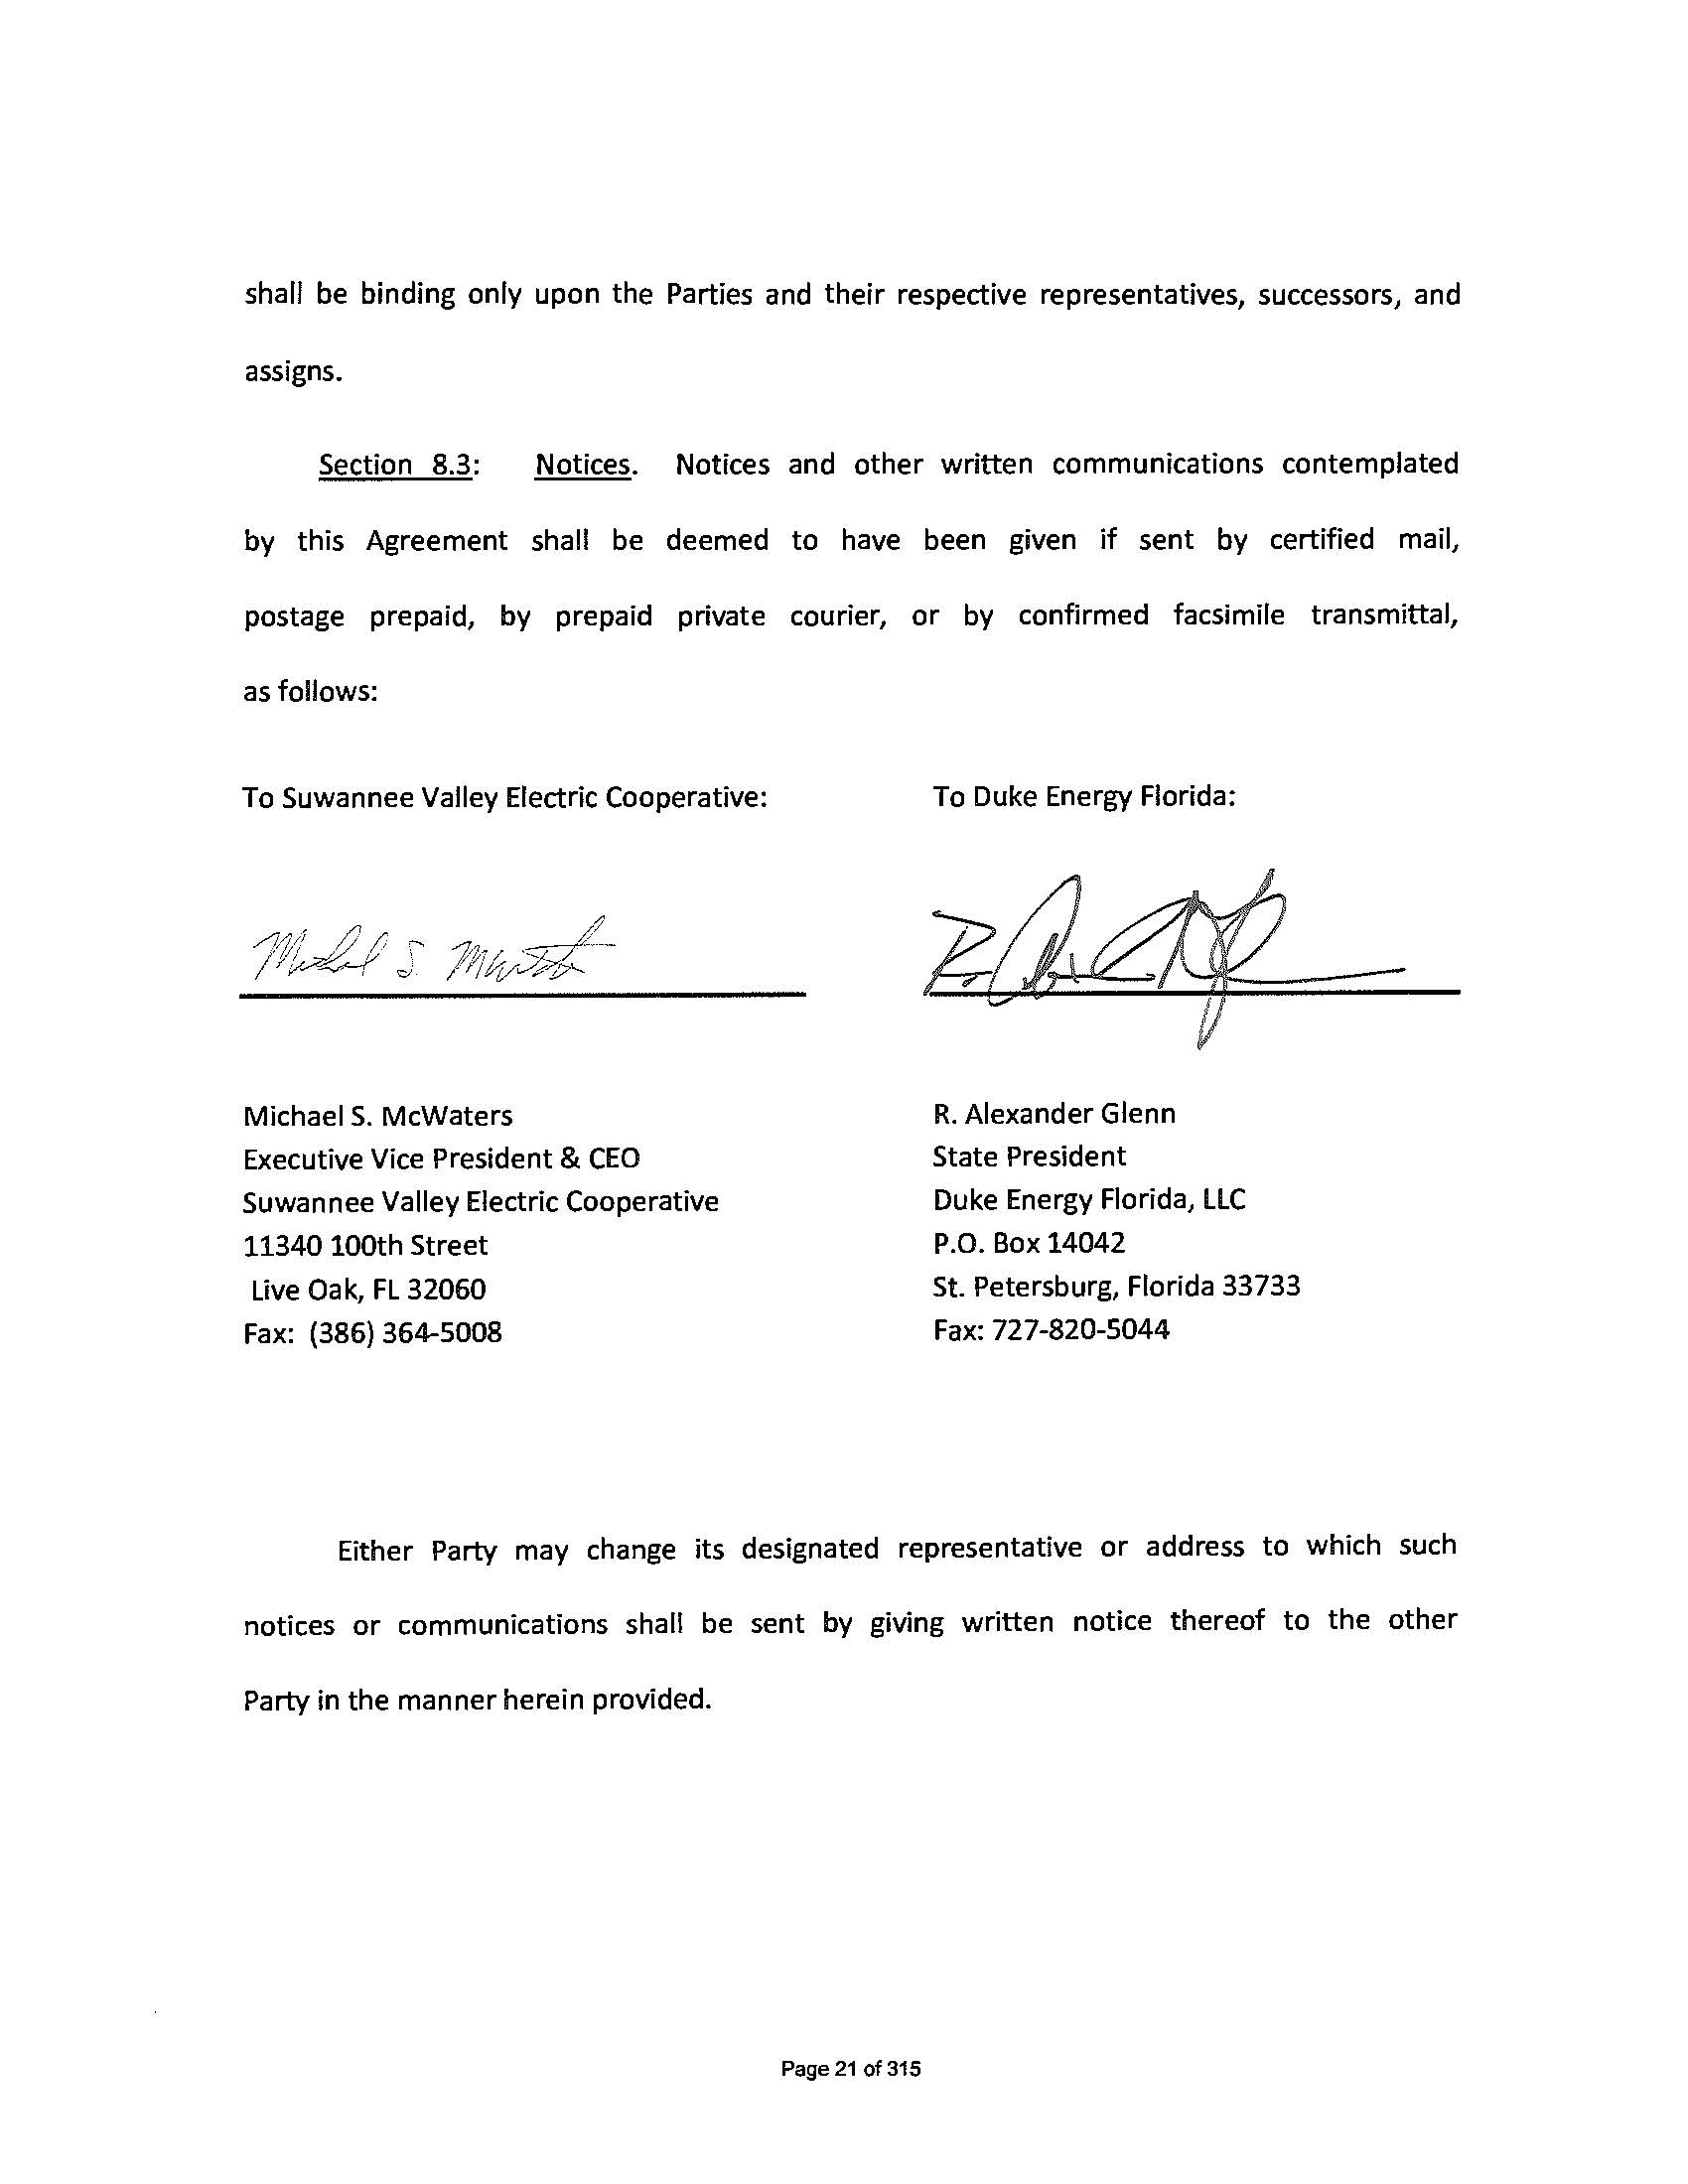 shall be binding only upon the Parties and their respective representatives, successors, and
assigns.
Section 8.3: Notices. Notices and other written communications contemplated
by this Agreement shall be deemed to have been given if sent by certified mail,
postage prepaid, by prepaid private courier, or by confirmed facsimile transmittal,
as follows:
To Suwannee Valley Electric Cooperative:
Michael S. McWaters
Executive Vice President & CEO
Suwannee Valley Electric Cooperative
11340 100th Street
Live Oak, FL 32060
Fax: (386) 364-5008
To Duke Energy Florida:
R. Alexander Glenn
State President
Duke Energy Florida, LLC
P.O. Box 14042
St. Petersburg, Florida 33733
Fax: 727-820-5044
Either Party may change its designated representative or address to which such
notices or communications shall be sent by giving written notice thereof to the other
Party in the manner herein provided.
Page 21 of 315